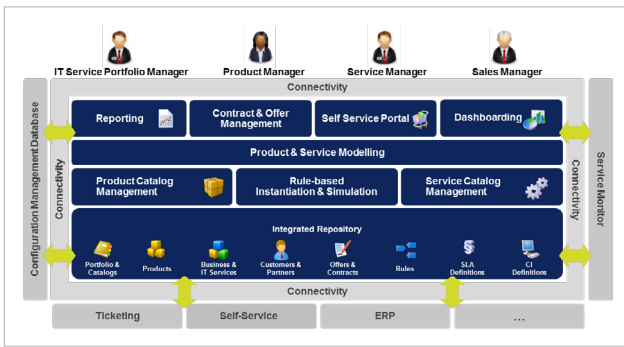 IT Service Portfolio Manager
Product Manager
Service Manager
Sales Manager
Connectivity
Configuration Management Database
Connectivity
Reporting
Contract & Offer
Management
Self Service Portal
Dashboarding
Product & Service Modelling
Product Catalog
Management
Rule-based
Instantiation & Simulation
Service Catalog
Management
Integrated Repository
Portfolio &
Catalogs
Products
Business &
IT Services
Customers &
Partners
Offers &
Contracts
Rules
SLA
Definitions
CI
Definitions
Connectivity
Service Monitor
Connectivity
Ticketing
Self-Service
ERP
...